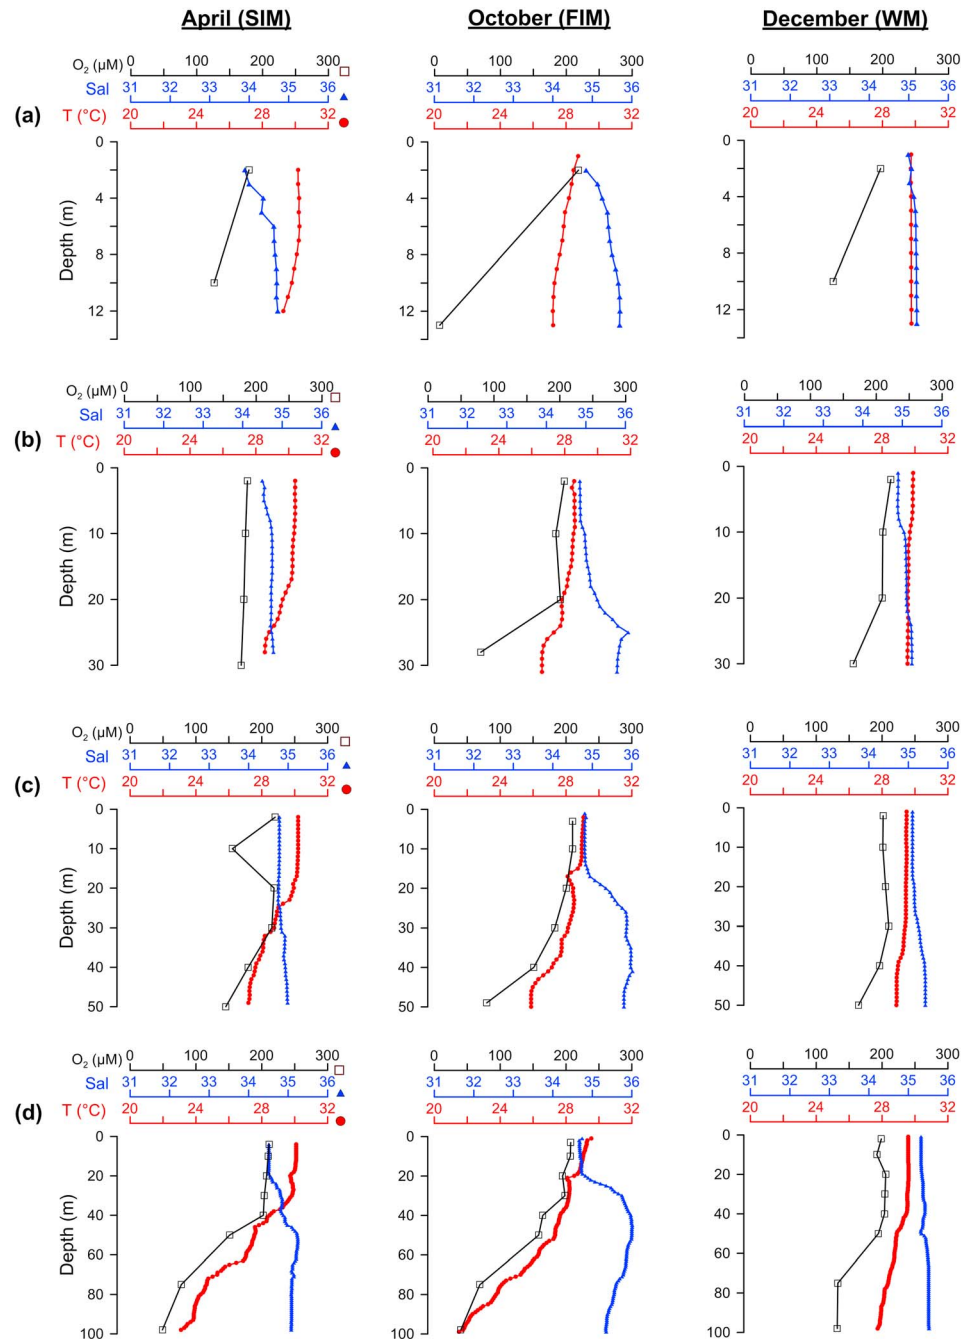 April (SIM) October (FIM) December (WM)
O₂ (µM) 0 100 200 300 0 100 200 300 0 100 200 300
Sal 31 32 33 34 35 36 31 32 33 34 35 36 31 32 33 34 35 36
(a) T (°C) 20 24 28 32 20 24 28 32 20 24 28 32
Depth (m) 0 4 8 12 0 4 8 12 0 4 8 12
O₂ (µM) 0 100 200 300 0 100 200 300 0 100 200 300
Sal 31 32 33 34 35 36 31 32 33 34 35 36 31 32 33 34 35 36
T (°C) 20 24 28 32 20 24 28 32 20 24 28 32
(b)
Depth (m) 0 10 20 30 0 10 20 30 0 10 20 30
O₂ (µM) 0 100 200 300 0 100 200 300 0 100 200 300
Sal 31 32 33 34 35 36 31 32 33 34 35 36 31 32 33 34 35 36
(c) T (°C) 20 24 28 32 20 24 28 32 20 24 28 32
Depth (m) 0 10 20 30 40 50 0 10 20 30 40 50 0 10 20 30 40 50
O₂ (µM) 0 100 200 300 0 100 200 300 0 100 200 300
Sal 31 32 33 34 35 36 31 32 33 34 35 36 31 32 33 34 35 36
(d) T (°C) 20 24 28 32 20 24 28 32 20 24 28 32
Depth (m) 0 20 40 60 80 100 0 20 40 60 80 100 0 20 40 60 80 100